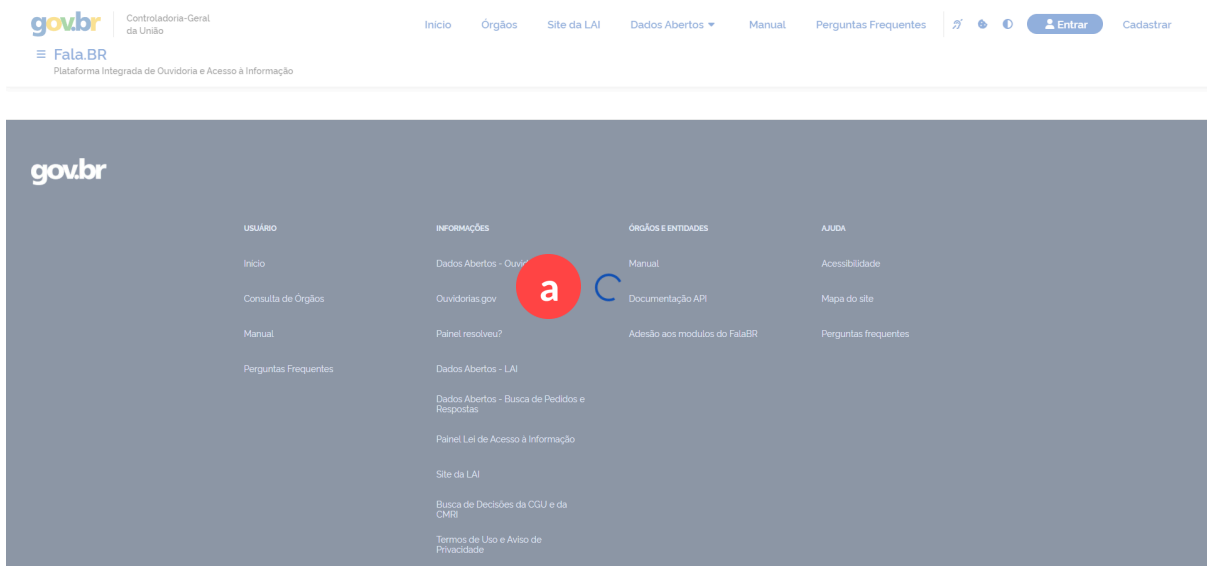 gov.br
Controladoria-Geral
da União
Início
Órgãos
Site da LAI
Dados Abertos
Manual
Perguntas Frequentes
Entrar
Cadastrar
Fala.BR
Plataforma Integrada de Ouvidoria e Acesso à Informação
gov.br
USUÁRIO
Início
Consulta de Órgãos
Manual
Perguntas Frequentes
INFORMAÇÕES
Dados Abertos -
a
Ouvidorias.gov
Painel resolveu?
Dados Abertos - LAI
Dados Abertos - Busca de Pedidos e
Respostas
Painel Lei de Acesso à Informação
Site da LAI
Busca de Decisões da CGU e da
CMRI
Termos de Uso e Aviso de
Privacidade
ÓRGÃOS E ENTIDADES
Manual
Documentação API
Adesão aos modulos do FalaBR
AJUDA
Acessibilidade
Mapa do site
Perguntas frequentes